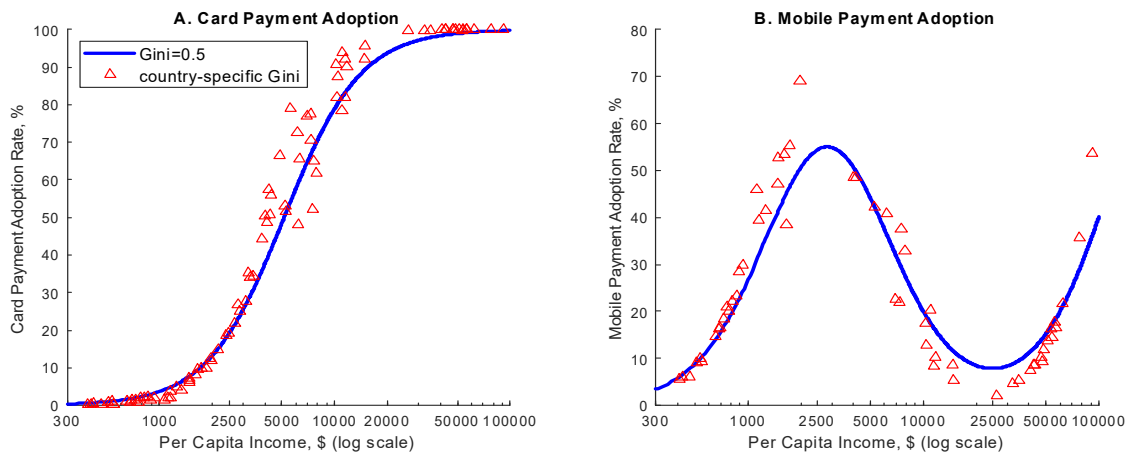 A. Card Payment Adoption
Card Payment Adoption Rate, %
100
90
80
70
60
50
40
30
20
10
0
Gini=0.5
country-specific Gini
300 1000 2500 5000 10000 25000 50000 100000
Per Capita Income, $ (log scale)
B. Mobile Payment Adoption
Mobile Payment Adoption Rate, %
80
70
60
50
40
30
20
10
0
300 1000 2500 5000 10000 25000 50000 100000
Per Capita Income, $ (log scale)